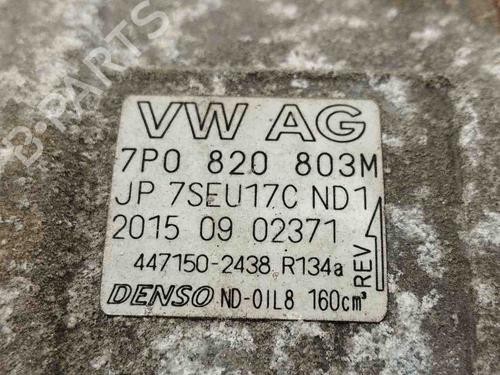 B-PARTS
VW AG
7P0 820 803M
JP 7SEU17C ND1
2015 09 02371
447150-2438 R134a
REV
DENSO ND-OIL8 160cm³